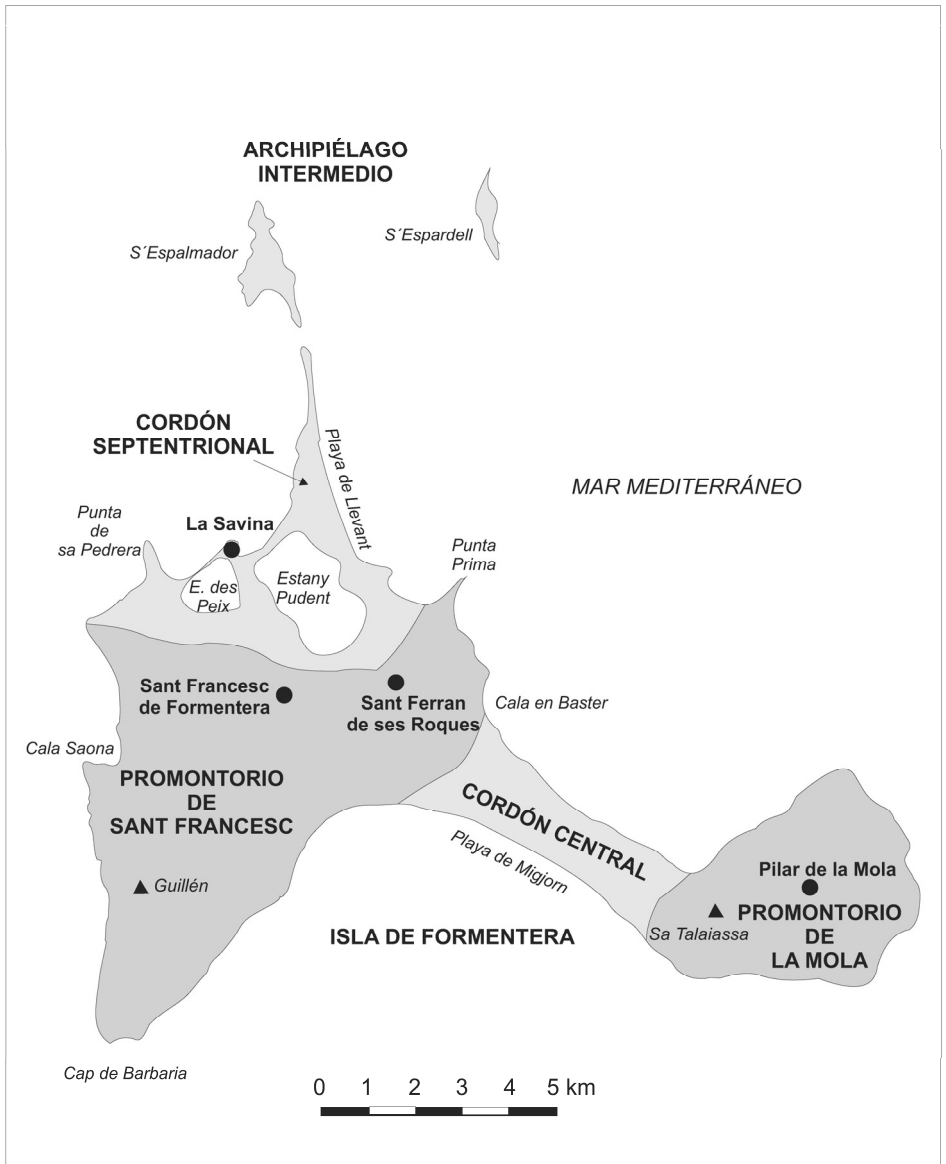 ARCHIPIÉLAGO
INTERMEDIO
S´Espardell
S´Espalmador
CORDÓN
SEPTENTRIONAL
Playa de Llevant
MAR MEDITERRÁNEO
Punta
de
sa Pedrera
La Savina
Punta
Prima
E. des
Peix
Estany
Pudent
Sant Francesc
de Formentera
Sant Ferran
de ses Roques
Cala en Baster
Cala Saona
PROMONTORIO
DE
SANT FRANCESC
CORDÓN CENTRAL
Playa de Migjorn
Guillén
Pilar de la Mola
PROMONTORIO
DE
LA MOLA
Sa Talaiassa
ISLA DE FORMENTERA
Cap de Barbaria
0 1 2 3 4 5 km